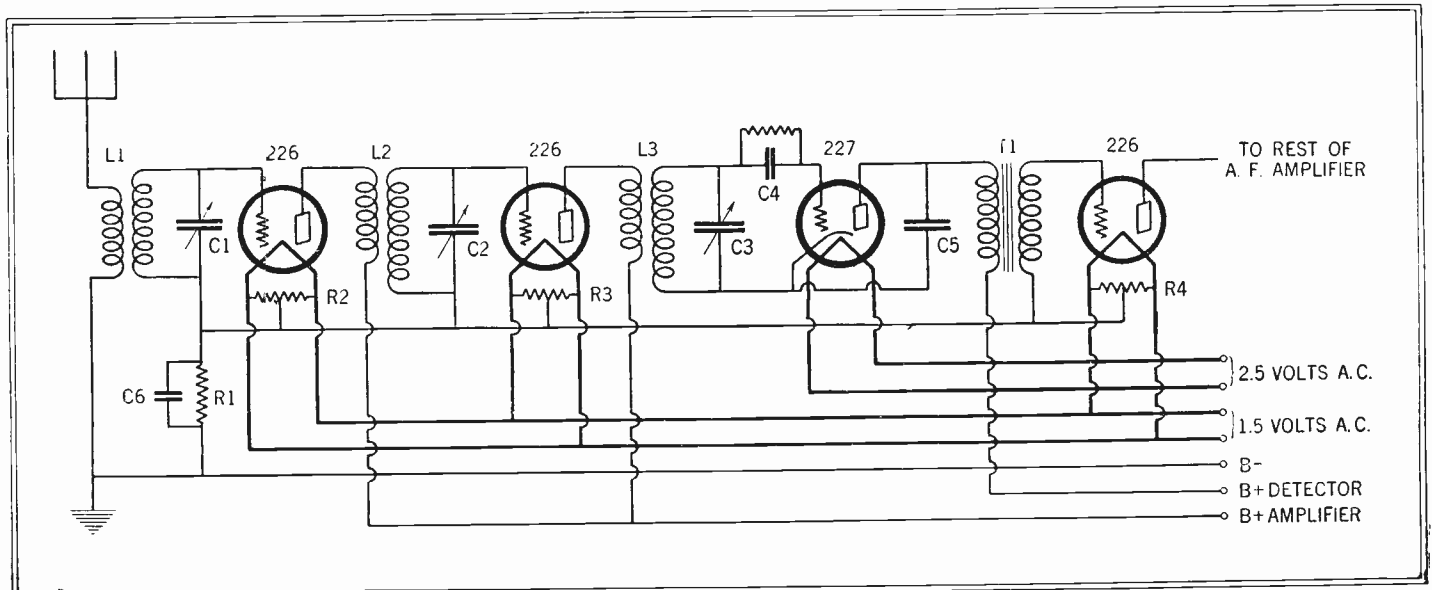 L1
226
L2
226
L3
227
T1
226
TO REST OF
A. F. AMPLIFIER
C1
C2
C3
C4
C5
R2
R3
R4
C6
R1
2.5 VOLTS A.C.
1.5 VOLTS A.C.
B-
B+ DETECTOR
B+ AMPLIFIER